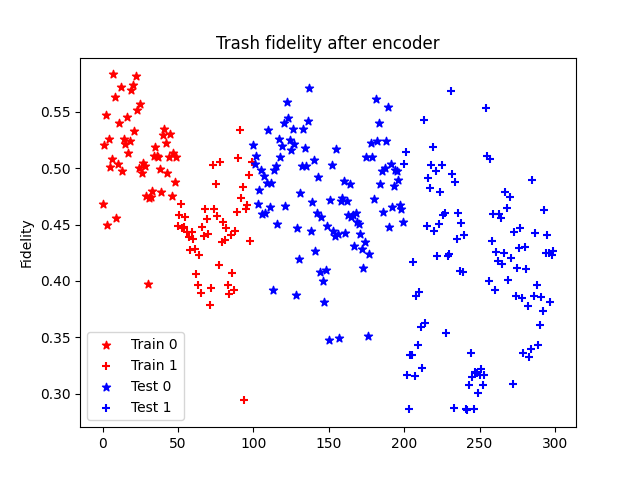 Trash fidelity after encoder
Fidelity
0.55
0.50
0.45
0.40
0.35
0.30
Train 0
Train 1
Test 0
Test 1
0 50 100 150 200 250 300